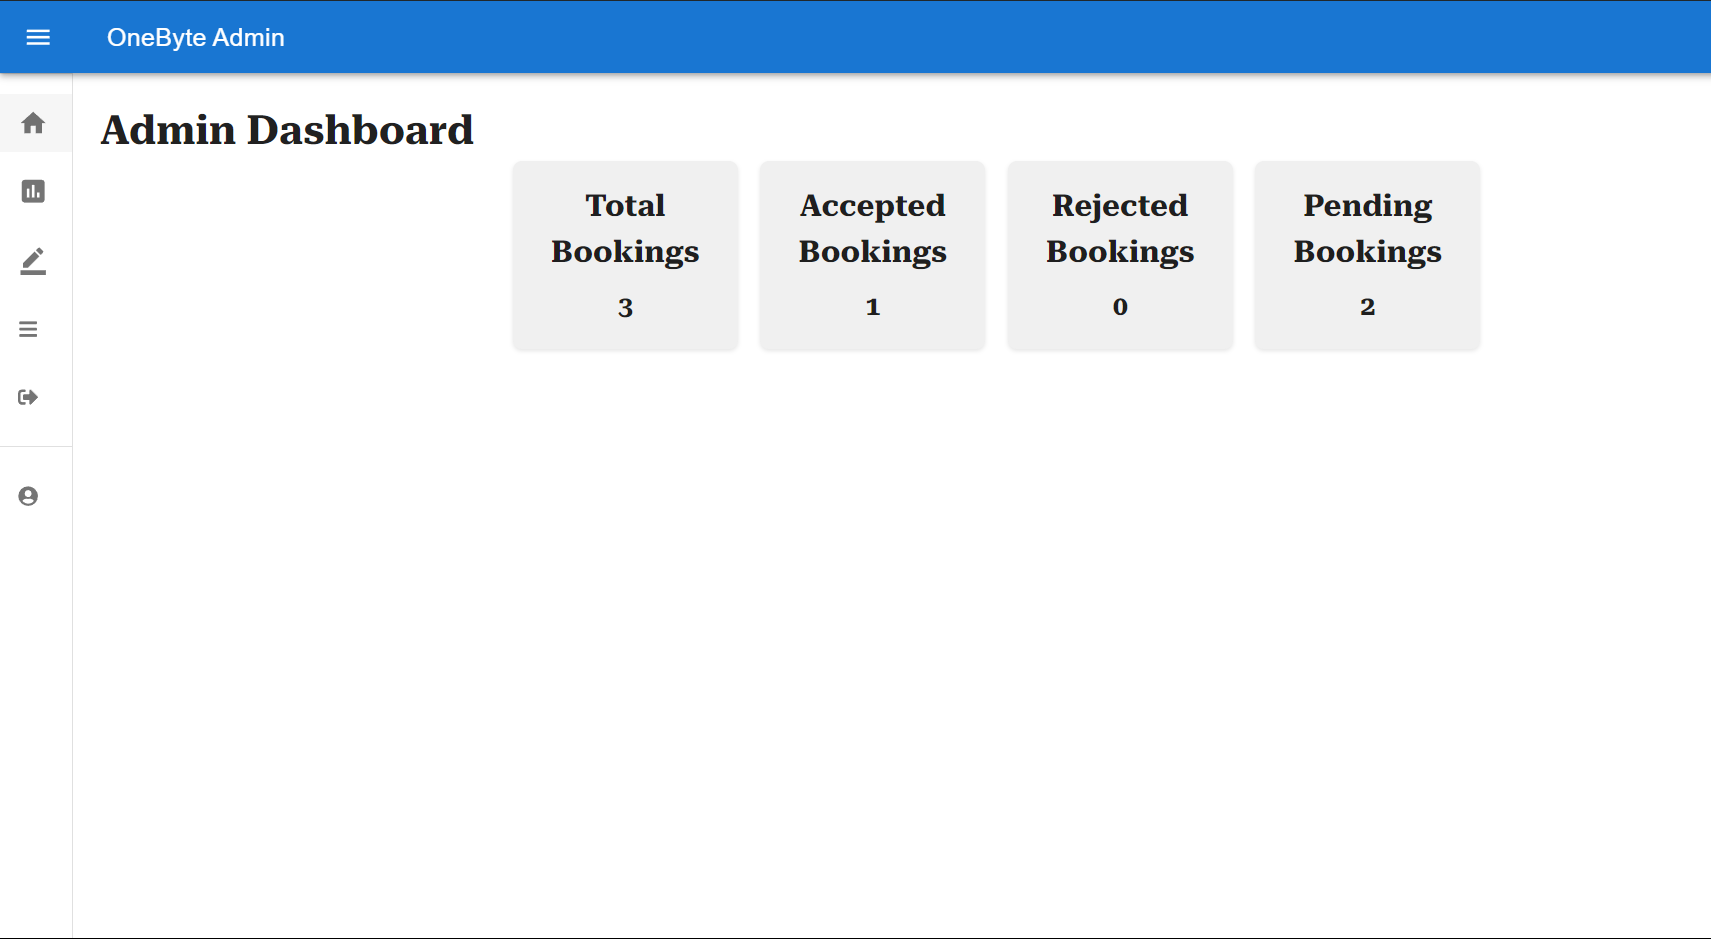 OneByte Admin
Admin Dashboard
Total
Bookings
3
Accepted
Bookings
1
Rejected
Bookings
0
Pending
Bookings
2